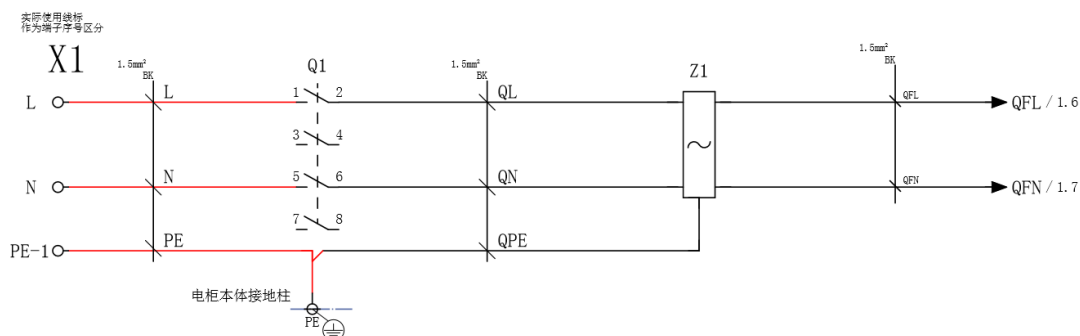 实际使用线标
作为端子序号区分
X1
1.5mm²
BK
Q1
1.5mm²
BK
Z1
1.5mm²
BK
L
L
1
2
QL
QFL
QFL / 1.6
3
4
N
N
5
6
QN
QFN
QFN / 1.7
7
8
PE-1
PE
QPE
电柜本体接地柱
PE